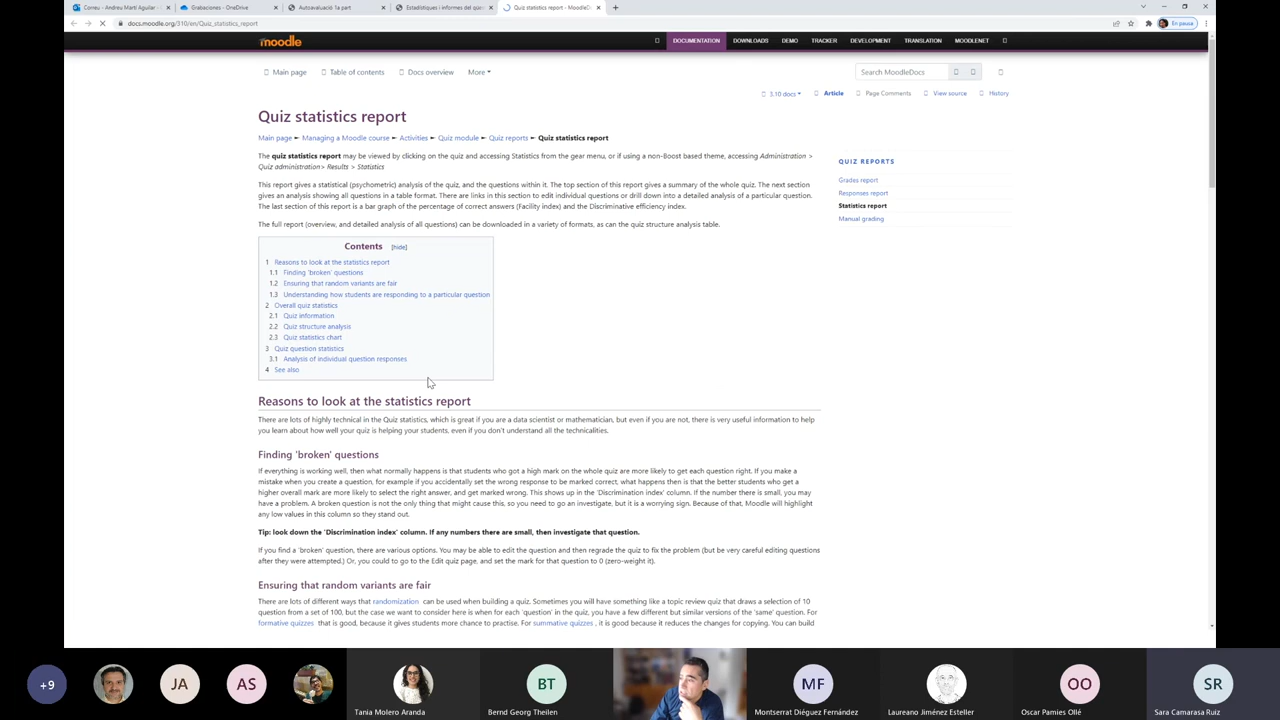 Correu - Andreu Martí Aguilar - O
Grabaciones - OneDrive
Autoavaluació 1a part
Estadístiques i informes del qüe
Quiz statistics report - MoodleDo
docs.moodle.org/310/en/Quiz_statistics_report
En pausa
moodle
DOCUMENTATION DOWNLOADS DEMO TRACKER DEVELOPMENT TRANSLATION MOODLENET
Main page Table of contents Docs overview More
Search MoodleDocs
3.10 docs Article Page Comments View source History
Quiz statistics report
Main page ► Managing a Moodle course ► Activities ► Quiz module ► Quiz reports ► Quiz statistics report
The quiz statistics report may be viewed by clicking on the quiz and accessing Statistics from the gear menu, or if using a non-Boost based theme, accessing Administration >
Quiz administration> Results > Statistics
This report gives a statistical (psychometric) analysis of the quiz, and the questions within it. The top section of this report gives a summary of the whole quiz. The next section
gives an analysis showing all questions in a table format. There are links in this section to edit individual questions or drill down into a detailed analysis of a particular question.
The last section of this report is a bar graph of the percentage of correct answers (Facility index) and the Discriminative efficiency index.
The full report (overview, and detailed analysis of all questions) can be downloaded in a variety of formats, as can the quiz structure analysis table.
QUIZ REPORTS
Grades report
Responses report
Statistics report
Manual grading
Contents [hide]
1 Reasons to look at the statistics report
1.1 Finding 'broken' questions
1.2 Ensuring that random variants are fair
1.3 Understanding how students are responding to a particular question
2 Overall quiz statistics
2.1 Quiz information
2.2 Quiz structure analysis
2.3 Quiz statistics chart
3 Quiz question statistics
3.1 Analysis of individual question responses
4 See also
Reasons to look at the statistics report
There are lots of highly technical in the Quiz statistics, which is great if you are a data scientist or mathematician, but even if you are not, there is very useful information to help
you learn about how well your quiz is helping your students, even if you don't understand all the technicalities.
Finding 'broken' questions
If everything is working well, then what normally happens is that students who got a high mark on the whole quiz are more likely to get each question right. If you make a
mistake when you create a question, for example if you accidentally set the wrong response to be marked correct, what happens then is that the better students who get a
higher overall mark are more likely to select the right answer, and get marked wrong. This shows up in the 'Discrimination index' column. If the number there is small, you may
have a problem. A broken question is not the only thing that might cause this, so you need to go an investigate, but it is a worrying sign. Because of that, Moodle will highlight
any low values in this column so they stand out.
Tip: look down the 'Discrimination index' column. If any numbers there are small, then investigate that question.
If you find a 'broken' question, there are various options. You may be able to edit the question and then regrade the quiz to fix the problem (but be very careful editing questions
after they were attempted.) Or, you could to go the Edit quiz page, and set the mark for that question to 0 (zero-weight it).
Ensuring that random variants are fair
There are lots of different ways that randomization can be used when building a quiz. Sometimes you will have something like a topic review quiz that draws a selection of 10
question from a set of 100, but the case we want to consider here is when for each 'question' in the quiz, you have a few different but similar versions of the 'same' question. For
formative quizzes that is good, because it gives students more chance to practise. For summative quizzes , it is good because it reduces the changes for copying. You can build
+9
JA
AS
Tania Molero Aranda
BT
Bernd Georg Theilen
MF
Montserrat Diéguez Fernández
Laureano Jiménez Esteller
OO
Oscar Pamies Ollé
SR
Sara Camarasa Ruiz